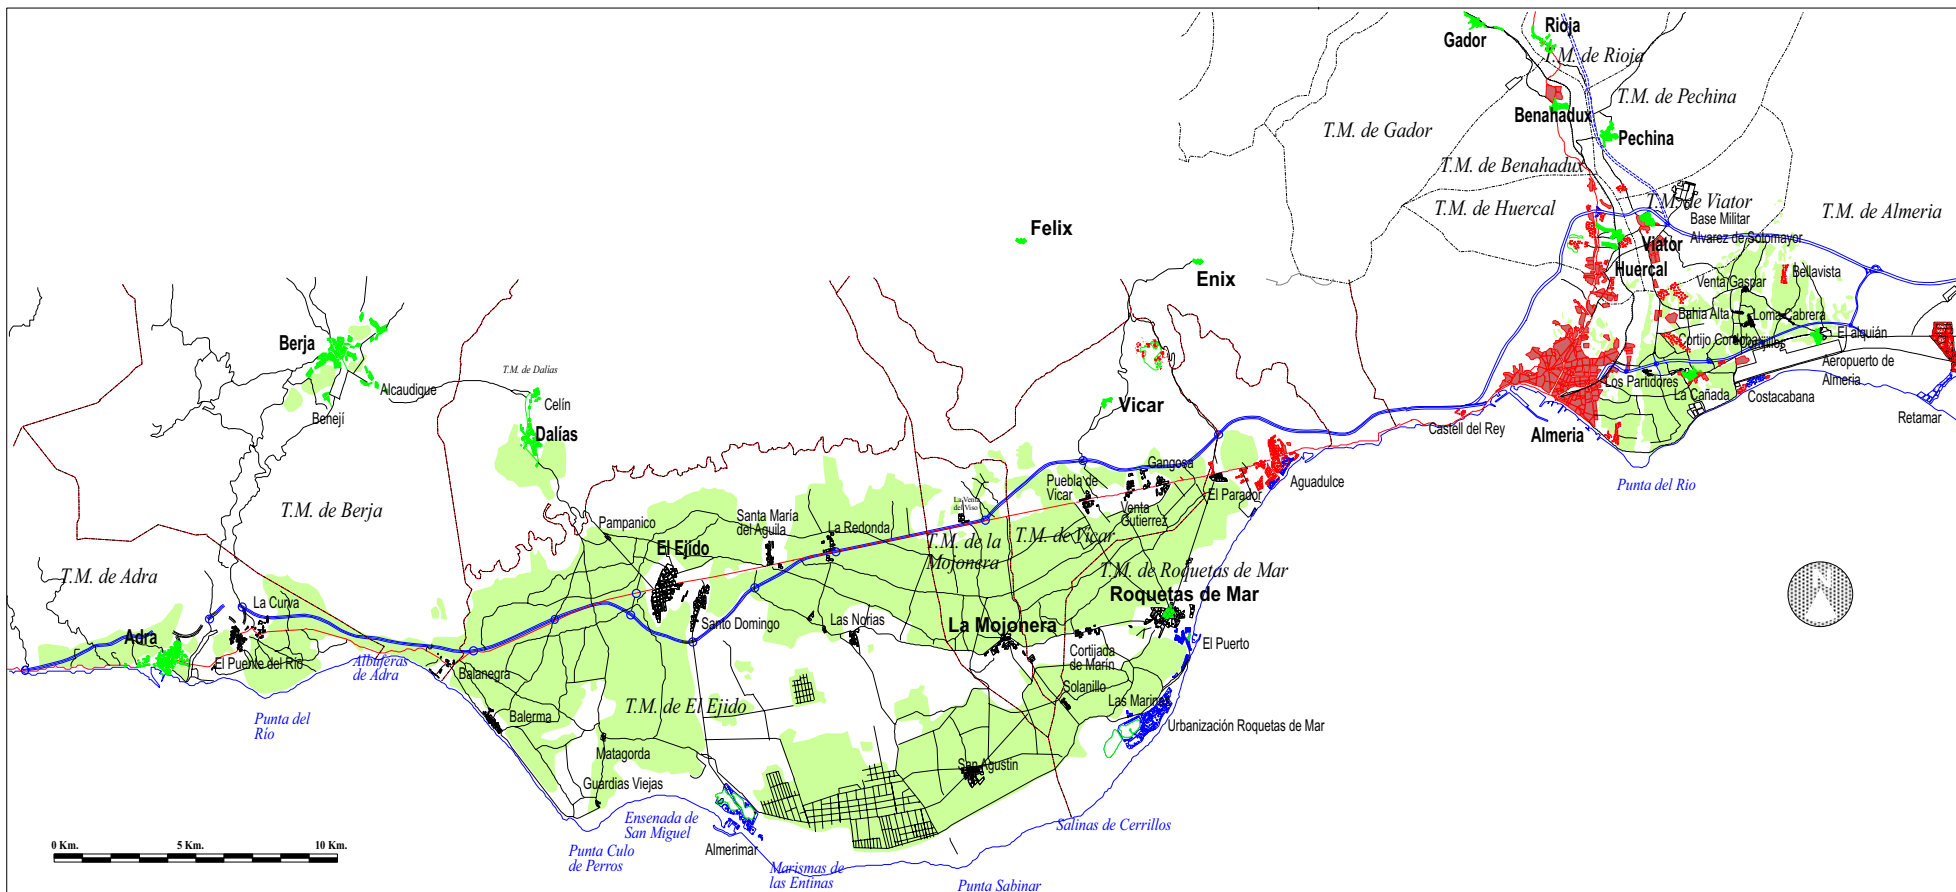 Rioja
Gador
T.M. de Rioja
T.M. de Pechina
Benahadux
T.M. de Gador
Pechina
T.M. de Benahadux
T.M. de Huercal
T.M. de Viator
T.M. de Almeria
Base Militar
Alvarez de Sotomayor
Viator
Felix
Enix
Huercal
Bellavista
Venta Gaspar
Bahia Alta
Loma Cabrera
El alquián
Aeropuerto de
Almeria
Los Partidores
La Cañada
Costacabana
Retamar
Berja
Alcaudique
Benejí
T.M. de Dalías
Celín
Dalías
Vicar
Castell del Rey
Almeria
Punta del Rio
Gangosa
Puebla de
Vicar
El Parador
Aguadulce
Venta
Gutierrez
La Venta
del Viso
T.M. de Berja
Pampanico
Santa María
del Aguila
La Redonda
El Ejido
T.M. de la
Mojonera
T.M. de Vicar
T.M. de Roquetas de Mar
Roquetas de Mar
T.M. de Adra
La Curva
Adra
El Puente del Río
Albuferas
de Adra
Balanegra
Santo Domingo
Las Norias
La Mojonera
Cortijada
de Marín
El Puerto
Solanillo
Las Marinas
Urbanización Roquetas de Mar
Punta del
Río
Balerma
T.M. de El Ejido
Matagorda
San Agustin
Guardias Viejas
Ensenada de
San Miguel
Almerimar
Salinas de Cerrillos
Punta Culo
de Perros
Marismas de
las Entinas
Punta Sabinar
0 Km.
5 Km.
10 Km.
N